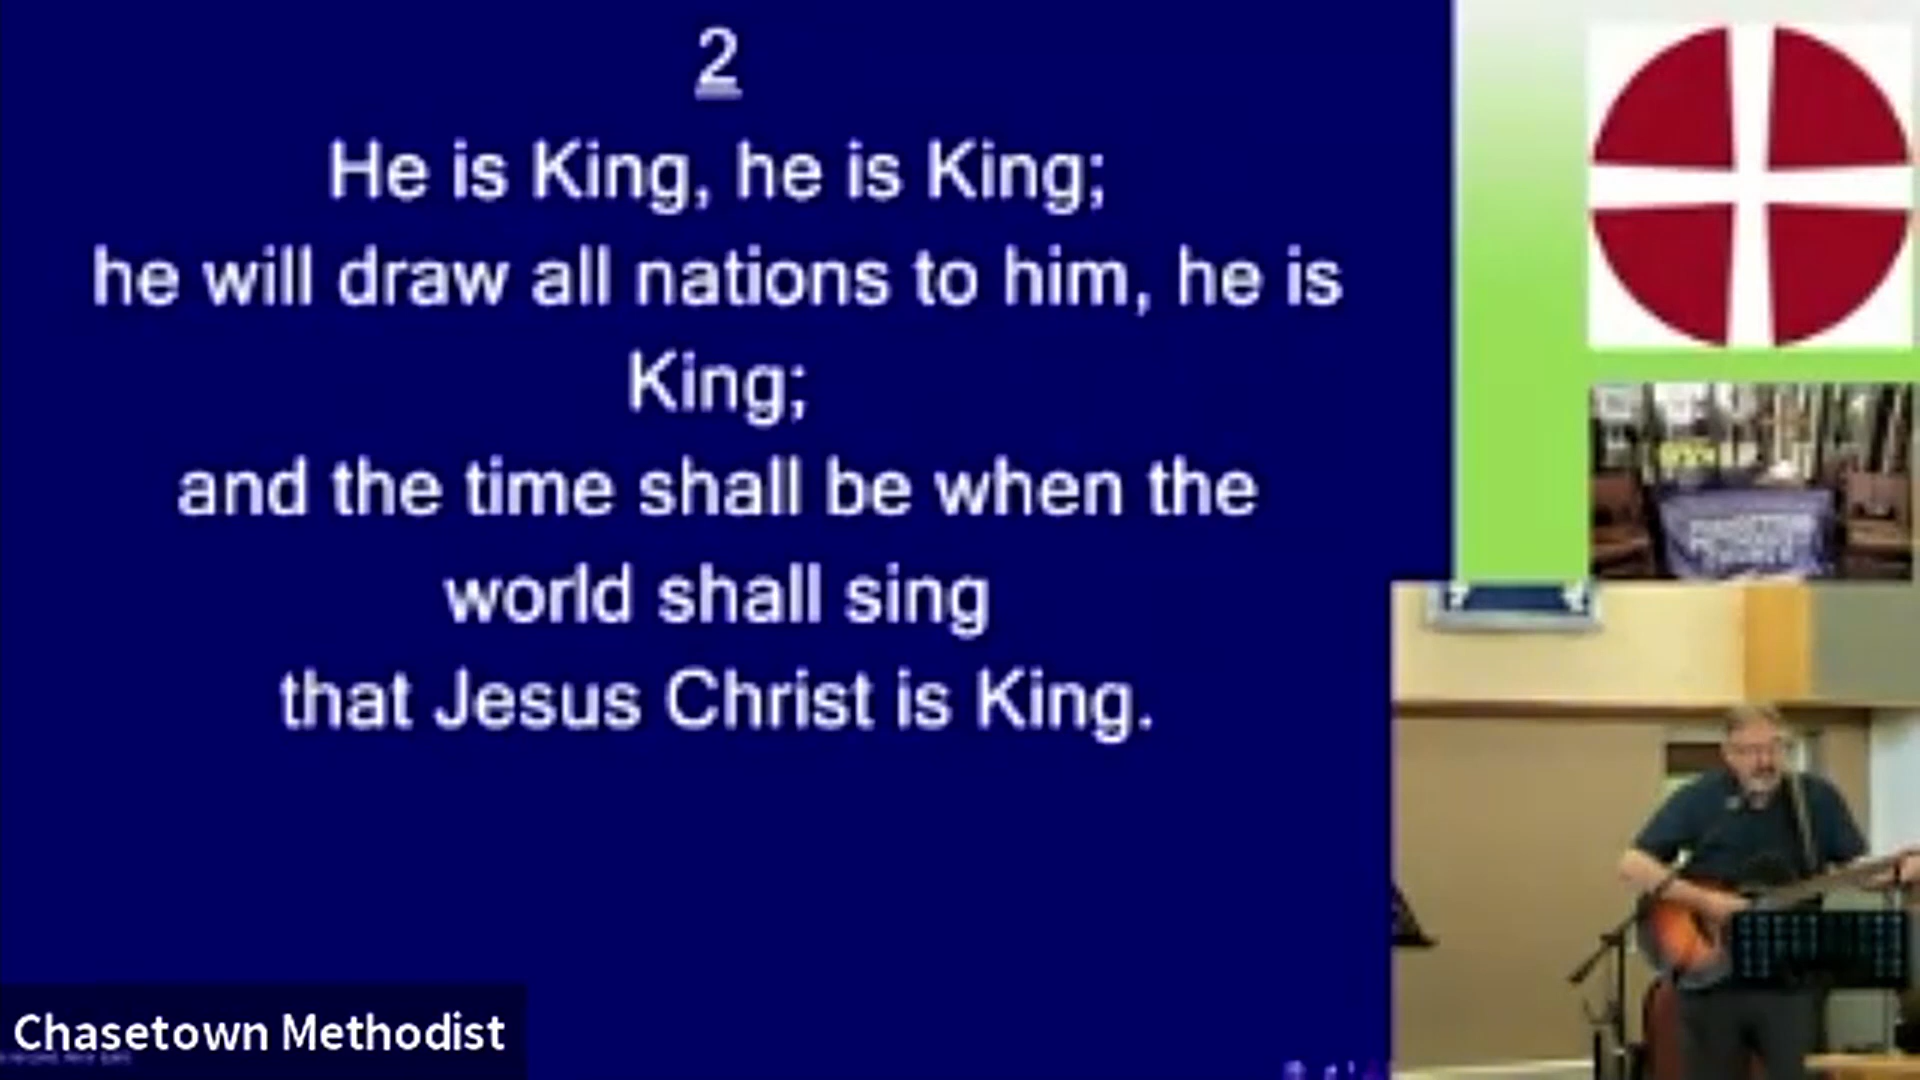 2
He is King, he is King;
he will draw all nations to him, he is
King;
and the time shall be when the
world shall sing
that Jesus Christ is King.
Chasetown Methodist